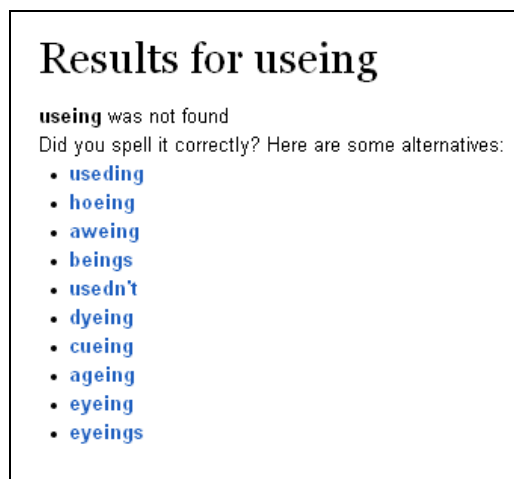 Results for useing
useing was not found
Did you spell it correctly? Here are some alternatives:
• useding
• hoeing
• aweing
• beings
• usedn't
• dyeing
• cueing
• ageing
• eyeing
• eyeings